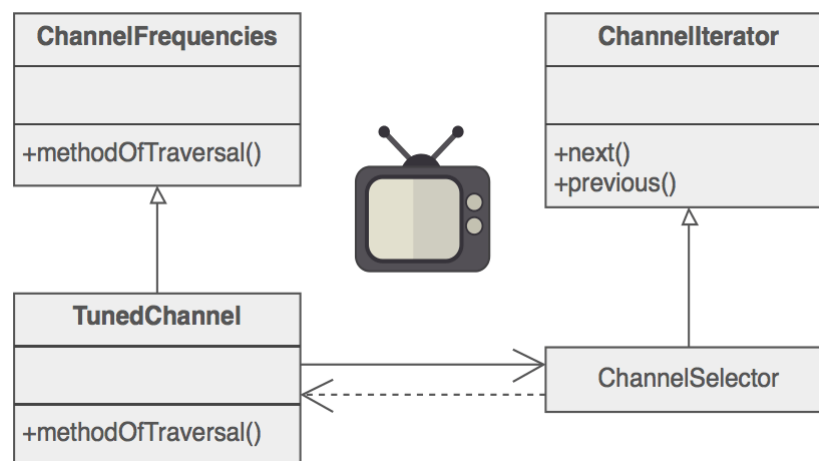 ChannelFrequencies
+methodOfTraversal()
ChannelIterator
+next()
+previous()
TunedChannel
+methodOfTraversal()
ChannelSelector